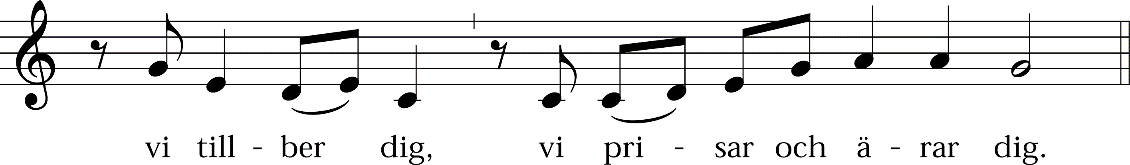 vi till - ber dig, vi pri - sar och ä - rar dig.